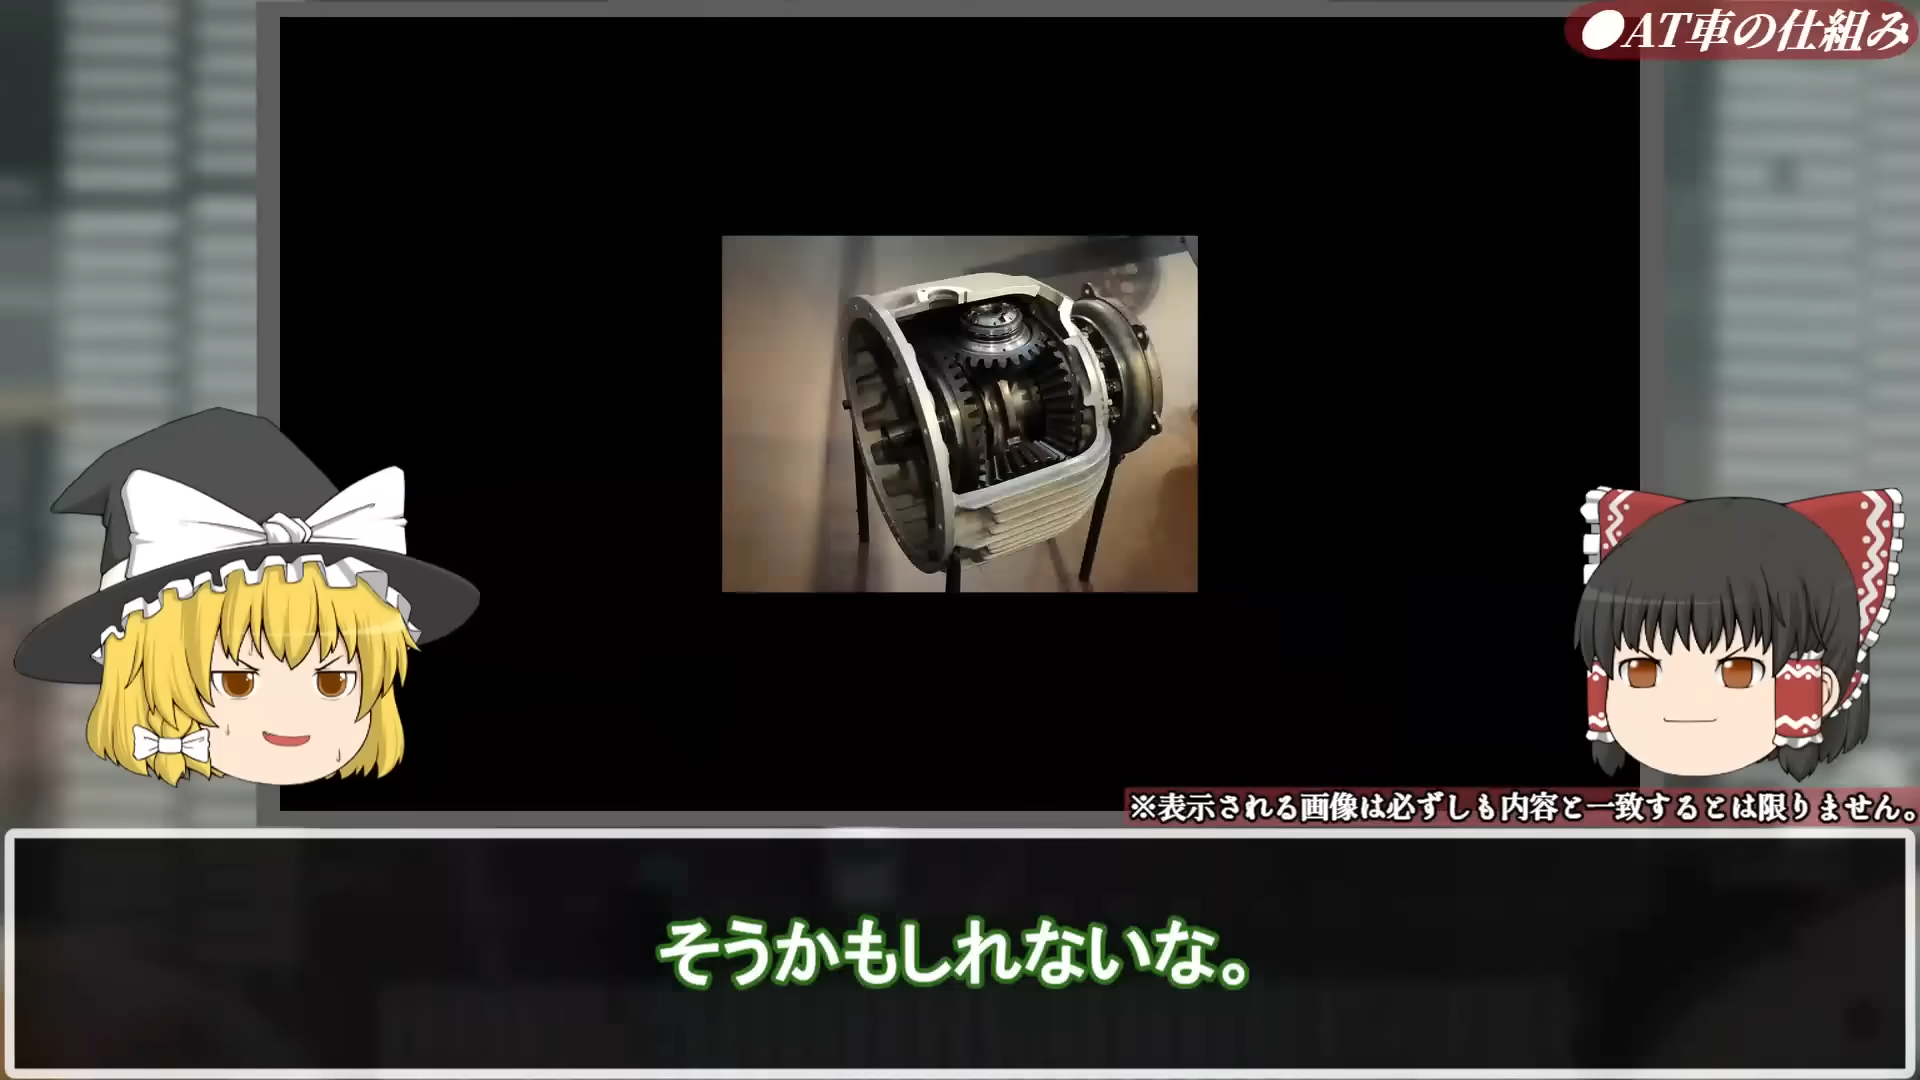 ●AT車の仕組み
※表示される画像は必ずしも内容と一致するとは限りません。
そうかもしれないな。